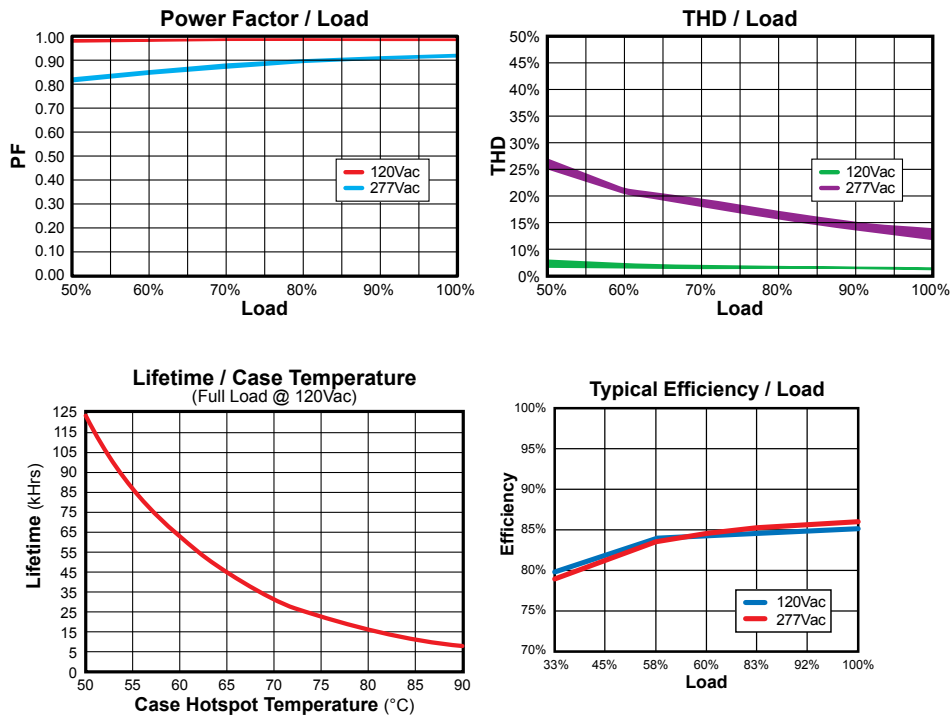 Power Factor / Load
1.00
0.90
0.80
0.70
0.60
0.50
0.40
0.30
0.20
0.10
0.00
PF
120Vac
277Vac
50% 60% 70% 80% 90% 100%
Load
THD / Load
50%
45%
40%
35%
30%
25%
20%
15%
10%
0%
THD
120Vac
277Vac
50% 60% 70% 80% 90% 100%
Load
Lifetime / Case Temperature
(Full Load @ 120Vac)
125
115
105
90
85
75
65
55
45
35
25
15
5
0
Lifetime (kHrs)
50 55 60 65 70 75 80 85 90
Case Hotspot Temperature (°C)
Typical Efficiency / Load
100%
95%
90%
85%
80%
75%
70%
Efficiency
120Vac
277Vac
33% 45% 58% 60% 83% 92% 100%
Load